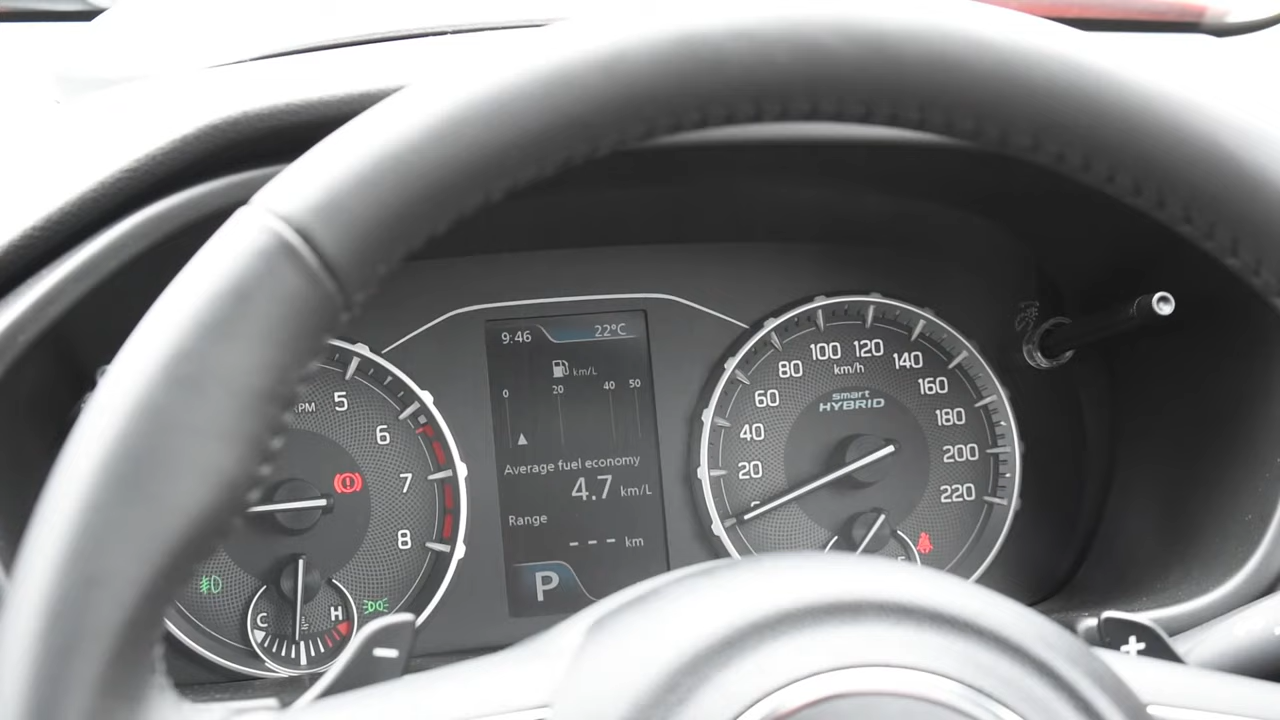 9:46 22°C
km/L
0 20 40 50
Average fuel economy
4.7 km/L
Range
--- km
P
RPM
5
6
7
8
C H
-
20
40
60
80
100
120
140
160
180
200
220
km/h
smart
HYBRID
+